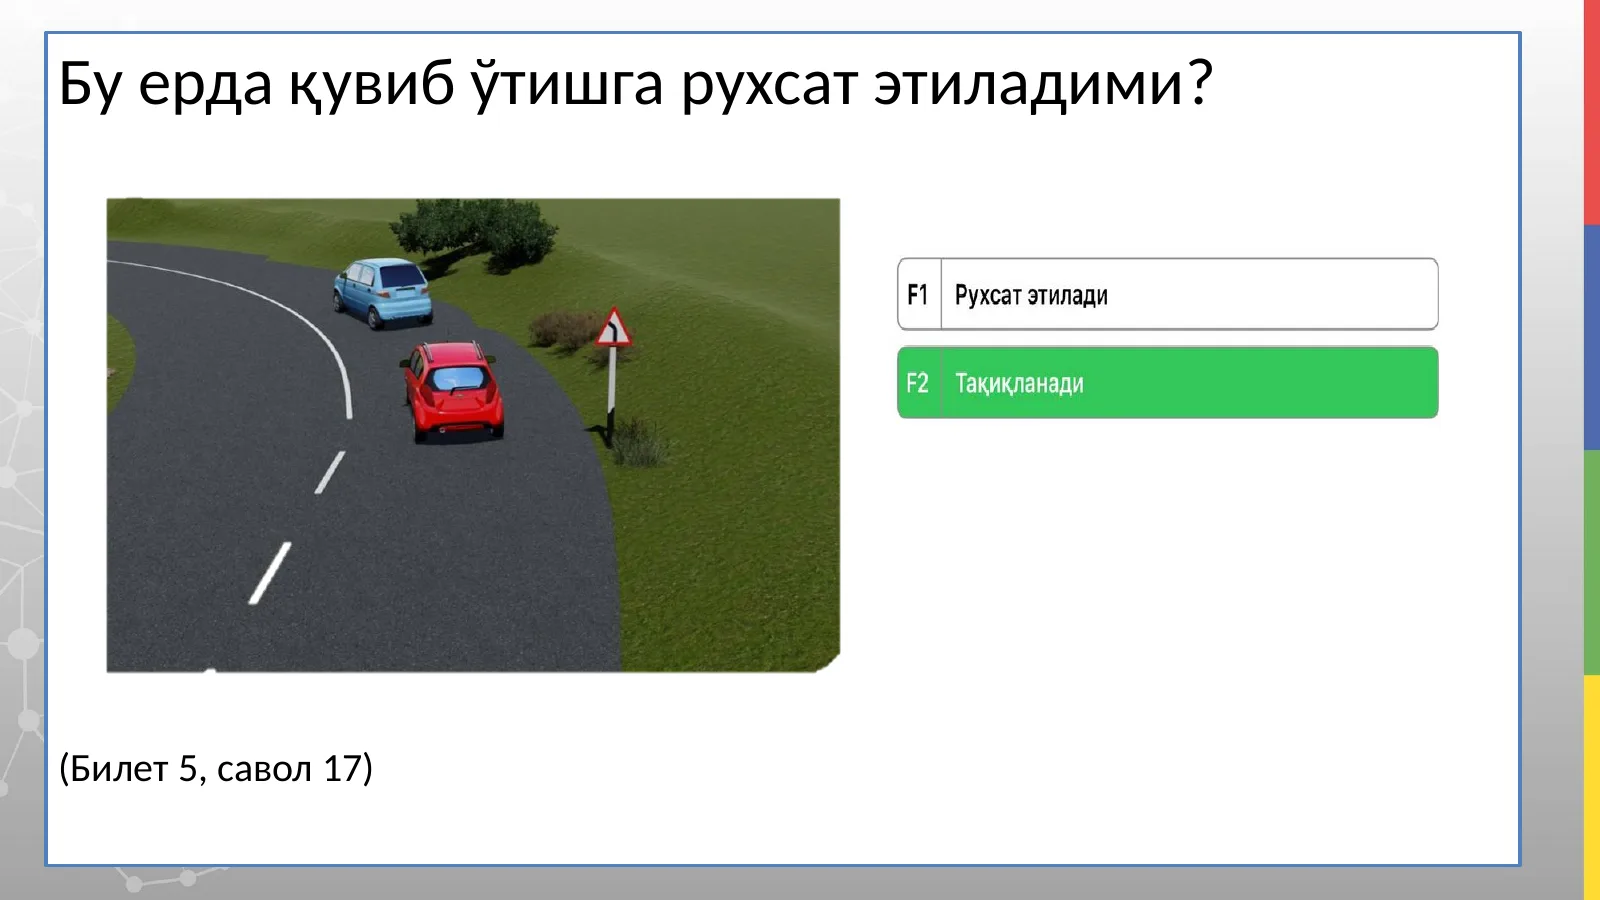 Бу ерда қувиб ўтишга рухсат этиладими?
F1 Рухсат этилади
F2 Тақиқланади
(Билет 5, савол 17)